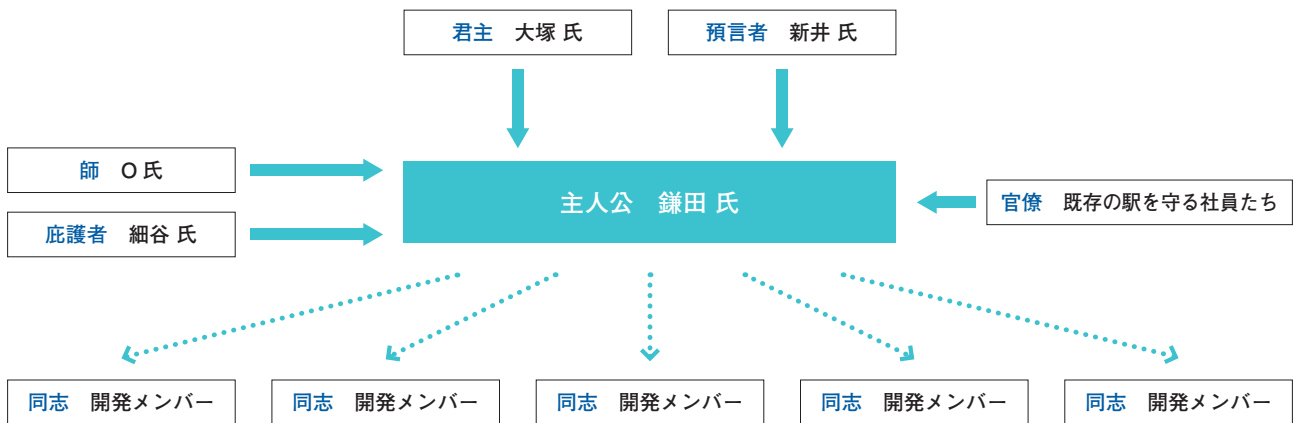 君主　大塚 氏
預言者　新井 氏
師　O 氏
主人公　鎌田 氏
官僚　既存の駅を守る社員たち
庇護者　細谷 氏
同志　開発メンバー
同志　開発メンバー
同志　開発メンバー
同志　開発メンバー
同志　開発メンバー